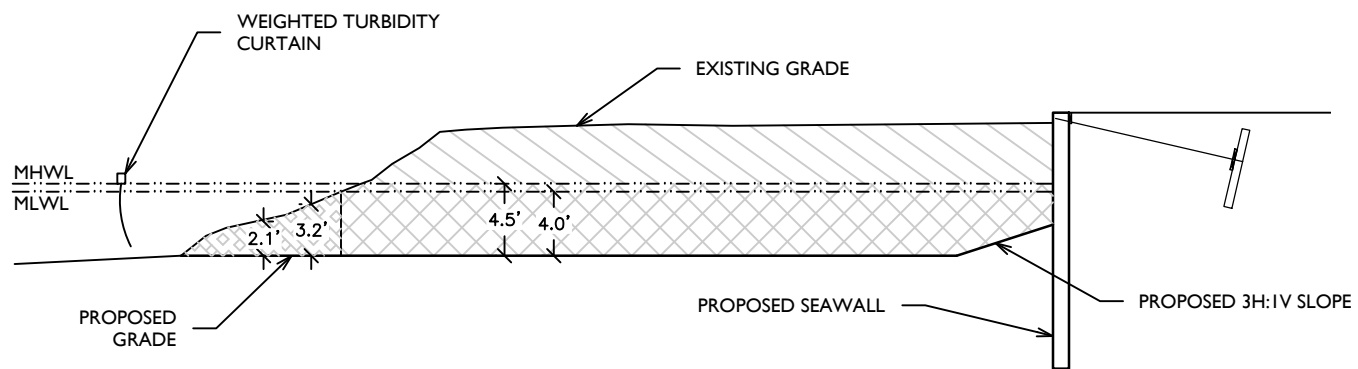 WEIGHTED TURBIDITY
CURTAIN
EXISTING GRADE
MHWL
MLWL
2.1'
3.2'
4.5'
4.0'
PROPOSED
GRADE
PROPOSED SEAWALL
PROPOSED 3H:1V SLOPE